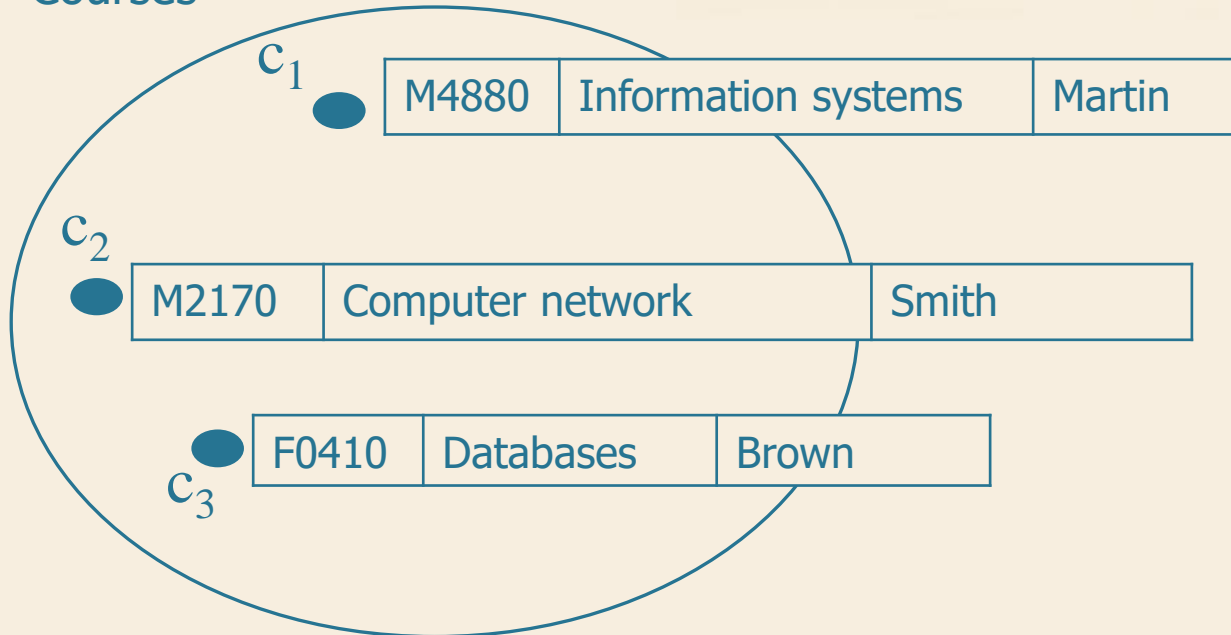 Courses
c1
M4880 Information systems Martin
c2
M2170 Computer network Smith
F0410 Databases Brown
c3